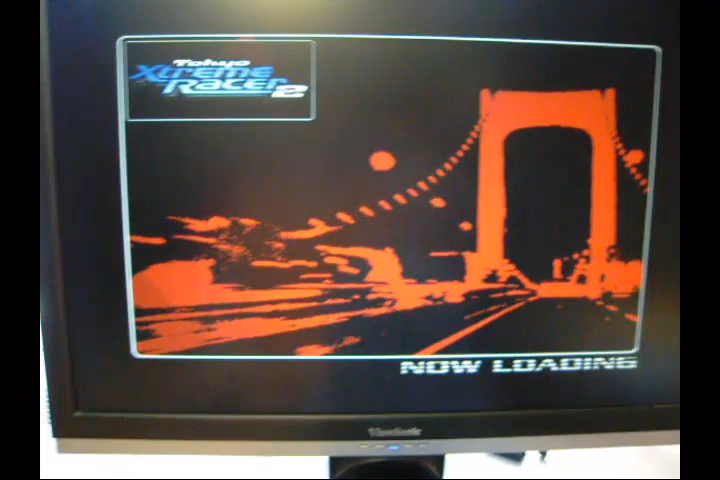 Tokyo
Xtreme
Racer 2
NOW LOADING
ViewSonic